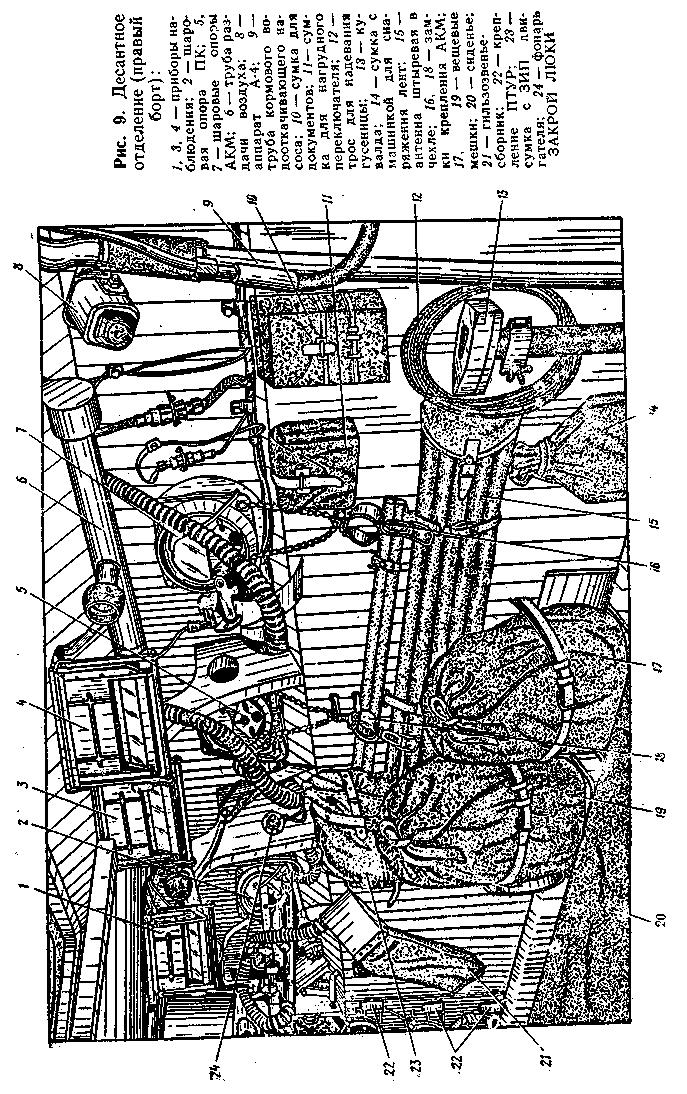 Рис. 9. Десантное
отделение (правый
борт):
1, 3, 4 — приборы на-
блюдения; 2 — шаро-
вая опора ПК; 5,
7 — шаровые опоры
АКМ; 6 — труба раз-
дачи воздуха; 8 —
аппарат А-4; 9 —
труба кормового во-
дооткачивающего на-
соса; 10 — сумка для
документов; 11 — сум-
ка для нагрудного
переключателя; 12 —
трос для надевания
гусеницы; 13 — ку-
валда; 14 — сумка с
машинкой для сна-
ряжения лент; 15 —
антенна штыревая в
чехле; 16, 18 — зам-
ки крепления АКМ;
17, 19 — вещевые
мешки; 20 — сиденье;
21 — гильзозвенье-
сборник; 22 — креп-
ление ПТУР; 23 —
сумка с ЗИП дви-
гателя; 24 — фонарь
ЗАКРОЙ ЛЮКИ
1
2
3
4
5
6
7
8
9
10
11
12
13
14
15
16
17
18
19
20
21
22
23
22
24